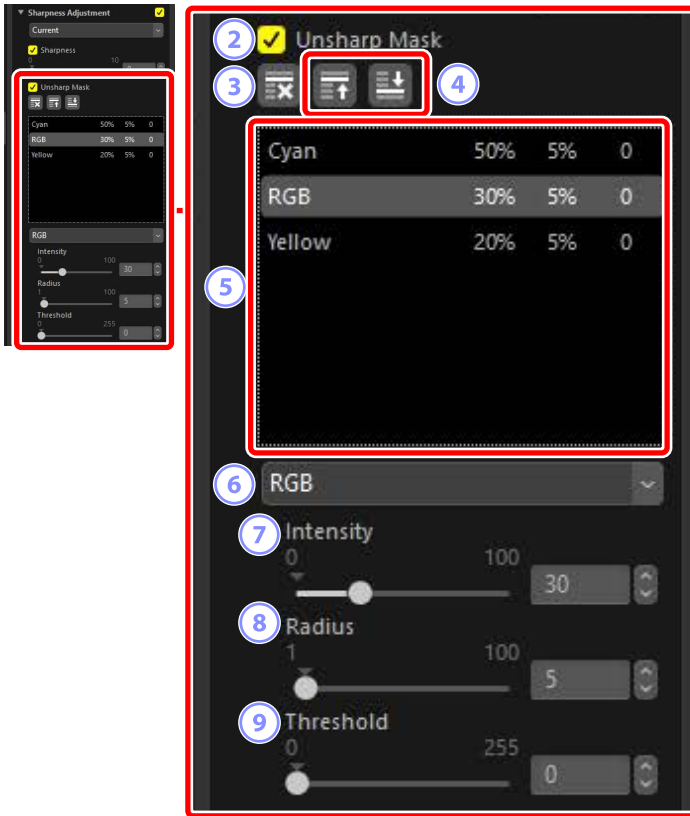 Sharpness Adjustment
Current
Sharpness
0 10
Unsharp Mask
Cyan 50% 5% 0
RGB 30% 5% 0
Yellow 20% 5% 0
RGB
Intensity
0 100
30
Radius
1 100
5
Threshold
0 255
0
2 Unsharp Mask
3 4
5
Cyan 50% 5% 0
RGB 30% 5% 0
Yellow 20% 5% 0
6 RGB
7 Intensity
0 100
30
8 Radius
1 100
5
9 Threshold
0 255
0